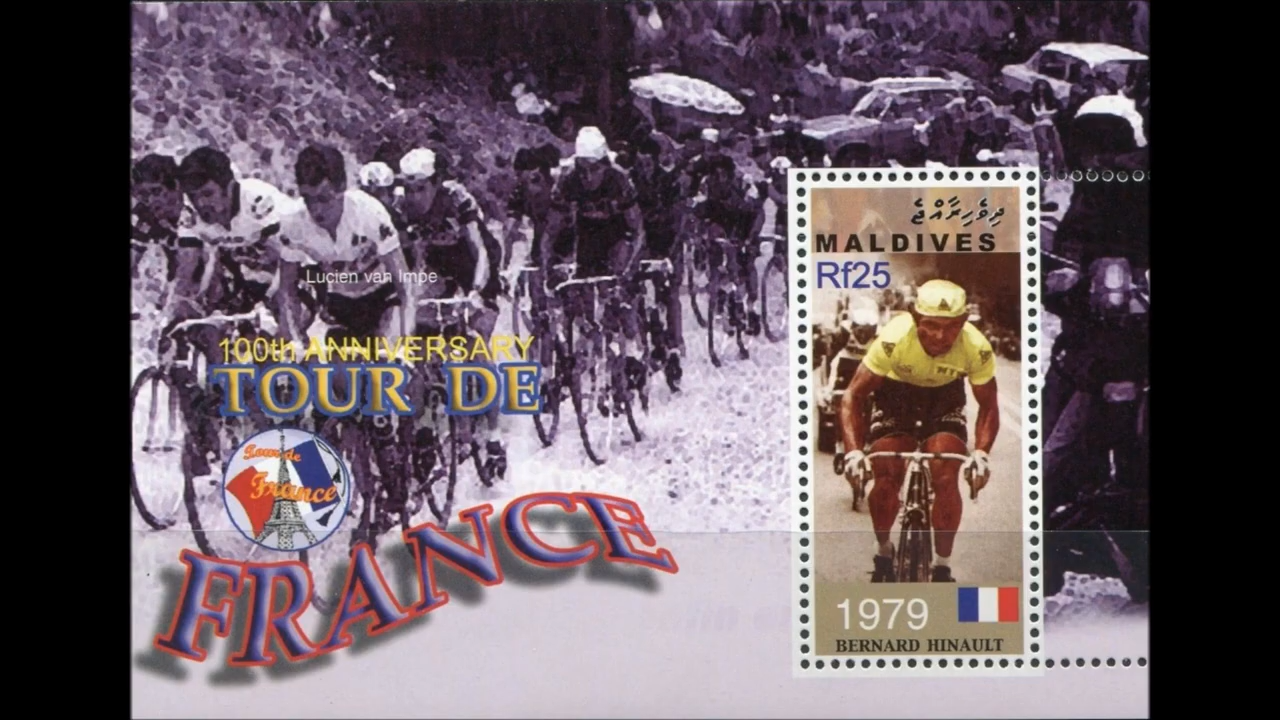 Lucien van Impe
100th ANNIVERSARY
TOUR DE
Tour de
France
FRANCE
ދިވެހިރާއްޖެ
MALDIVES
Rf25
1979
BERNARD HINAULT